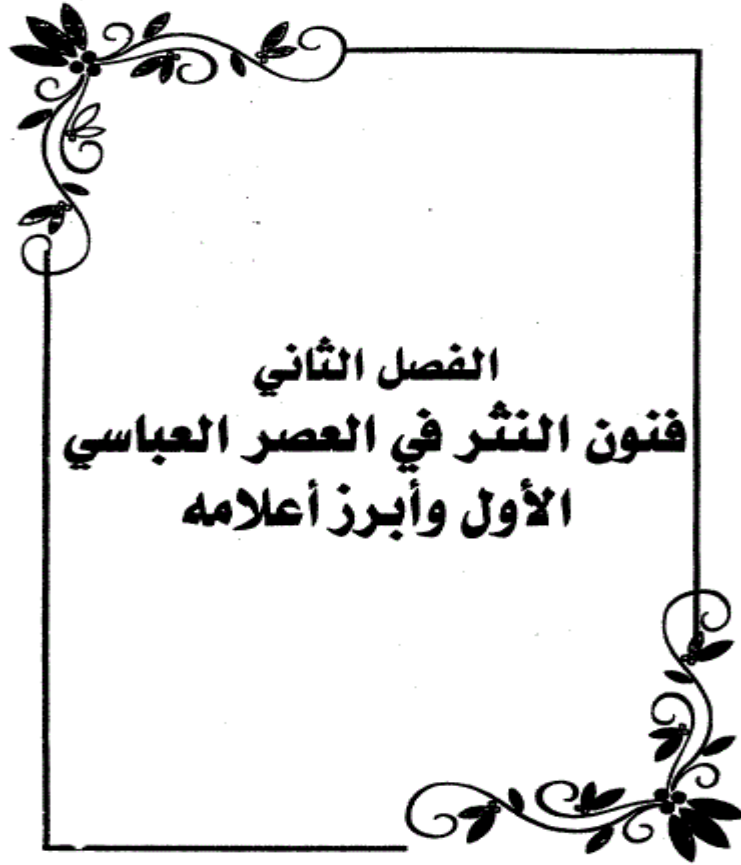 الفصل الثاني
فنون النثر في العصر العباسي
الأول وأبرز أعلامه